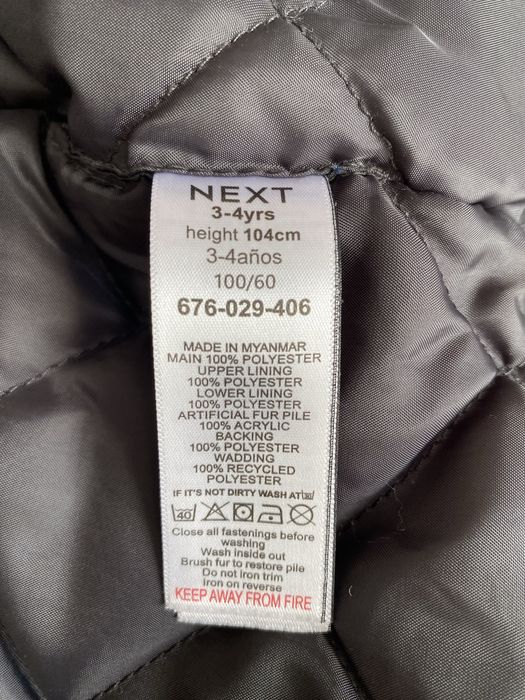 NEXT
3-4yrs
height 104cm
3-4años
100/60
676-029-406
MADE IN MYANMAR
MAIN 100% POLYESTER
UPPER LINING
100% POLYESTER
LOWER LINING
100% POLYESTER
ARTIFICIAL FUR PILE
100% ACRYLIC
BACKING
100% POLYESTER
WADDING
100% RECYCLED
POLYESTER
IF IT'S NOT DIRTY WASH AT
40
Close all fastenings before
washing
Wash inside out
Brush fur to restore pile
Do not iron trim
Iron on reverse
KEEP AWAY FROM FIRE